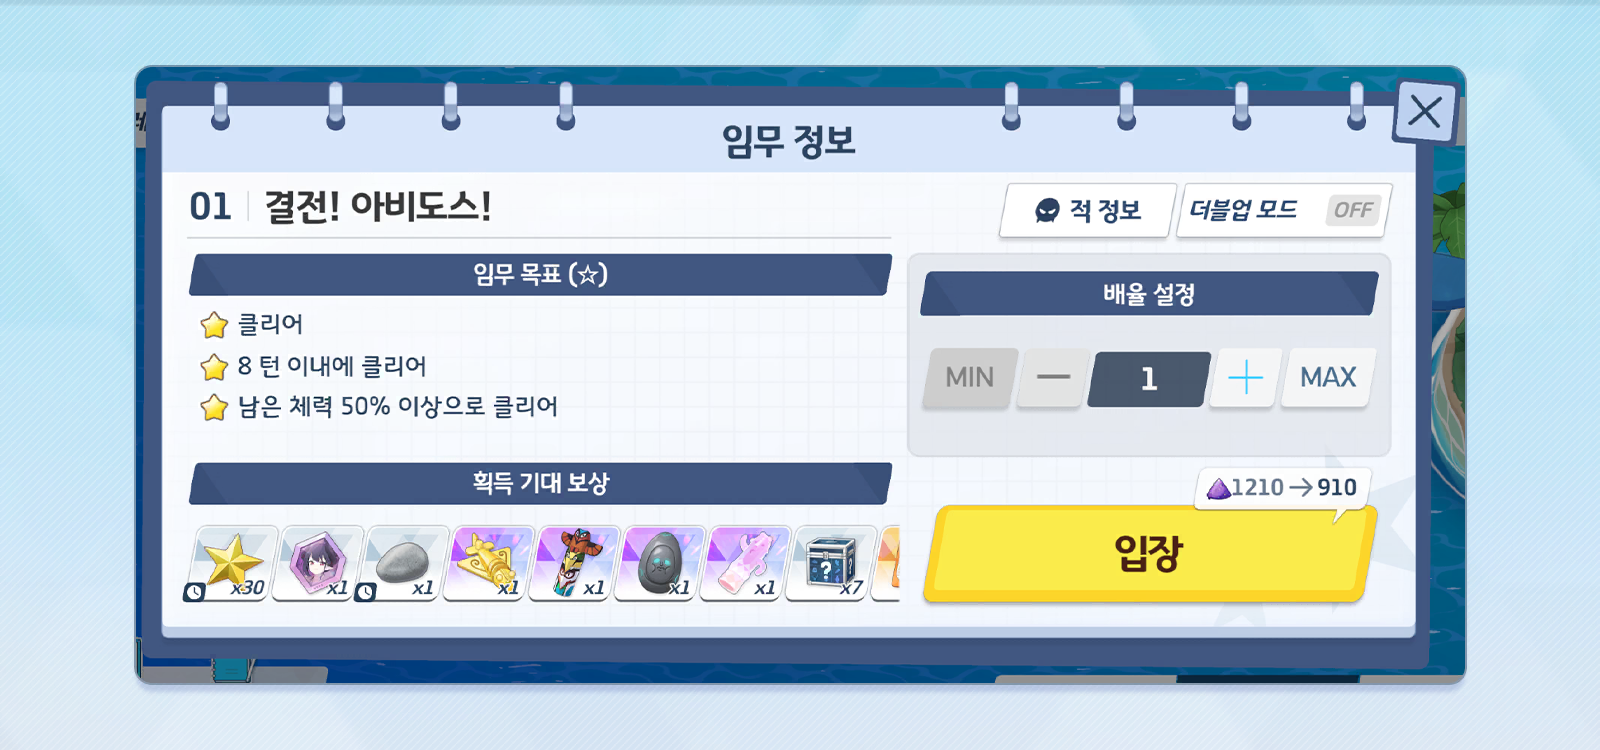 임무 정보
01 결전! 아비도스!
적 정보
더블업 모드 OFF
임무 목표 (☆)
클리어
8 턴 이내에 클리어
남은 체력 50% 이상으로 클리어
배율 설정
MIN — 1 + MAX
획득 기대 보상
x30 x1 x1 x1 x1 x1 x1 ? x7
1210 → 910
입장